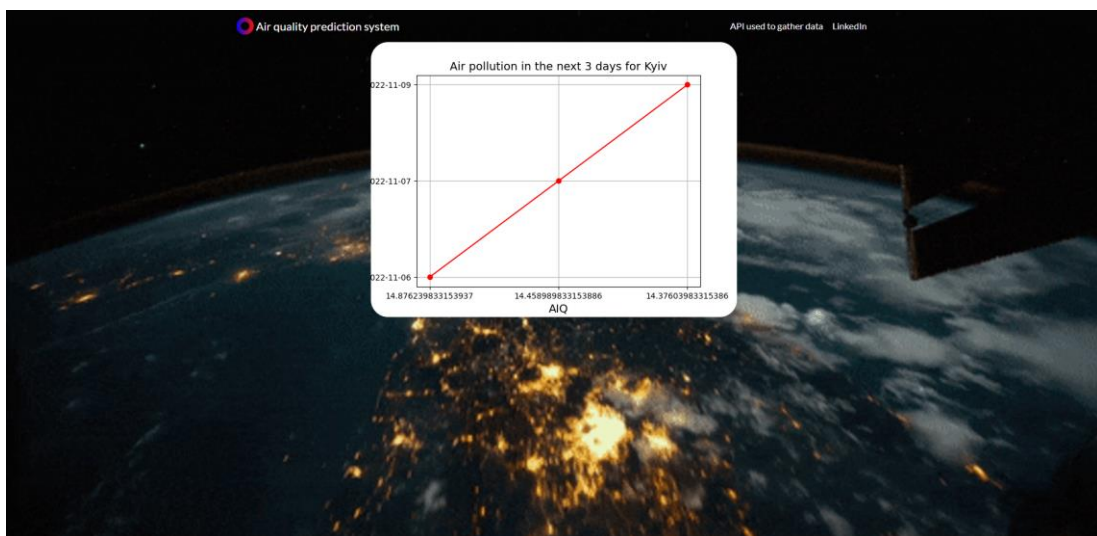 Air quality prediction system
API used to gather data LinkedIn
Air pollution in the next 3 days for Kyiv
022-11-09
022-11-07
022-11-06
14.876239833153937 14.458989833153886 14.37603983315386
AIQ